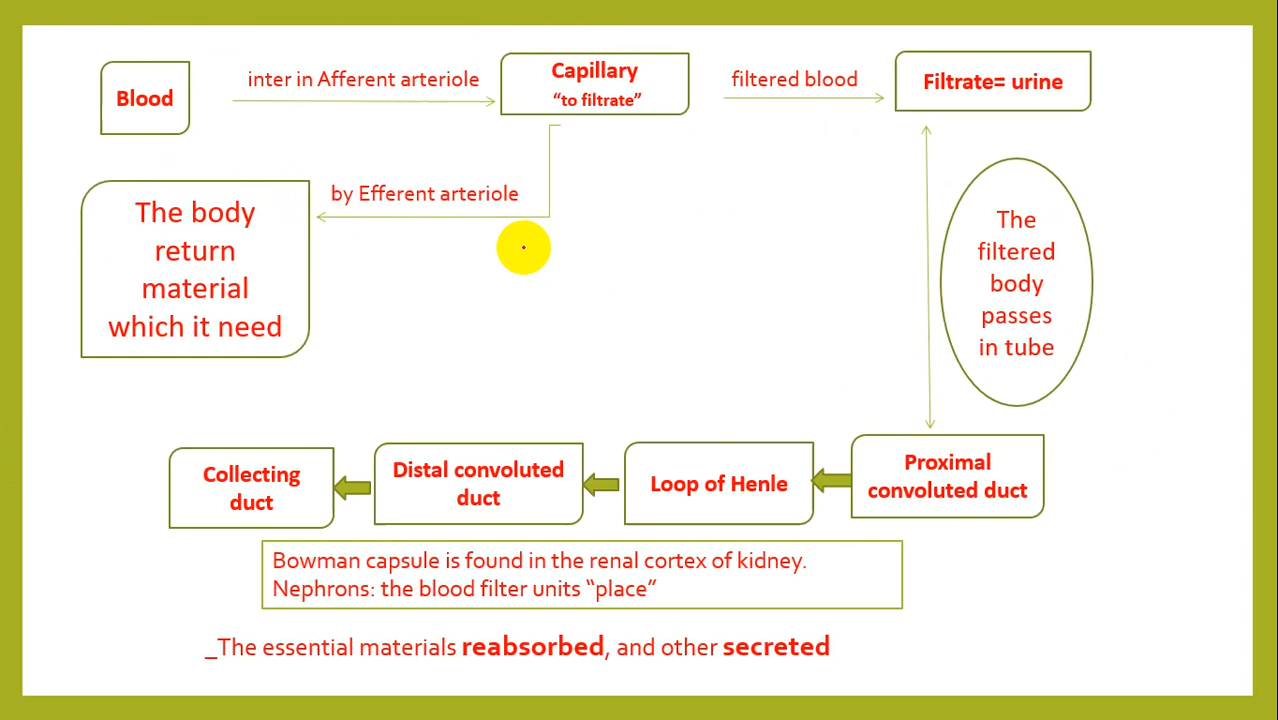 Blood
inter in Afferent arteriole
Capillary
“to filtrate”
filtered blood
Filtrate= urine
by Efferent arteriole
The body
return
material
which it need
The
filtered
body
passes
in tube
Collecting
duct
Distal convoluted
duct
Loop of Henle
Proximal
convoluted duct
Bowman capsule is found in the renal cortex of kidney.
Nephrons: the blood filter units “place”
_The essential materials reabsorbed, and other secreted